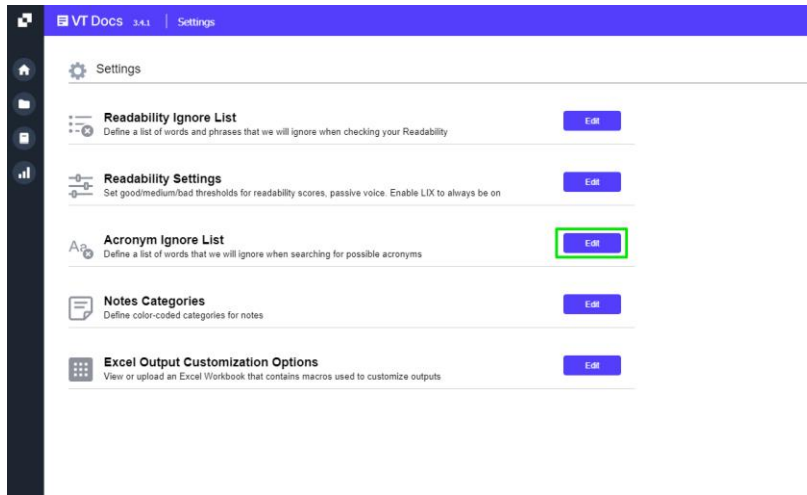 VT Docs 3.4.1 | Settings
Settings
Readability Ignore List
Define a list of words and phrases that we will ignore when checking your Readability
Edit
Readability Settings
Set good/medium/bad thresholds for readability scores, passive voice. Enable LIX to always be on
Edit
Aa
Acronym Ignore List
Define a list of words that we will ignore when searching for possible acronyms
Edit
Notes Categories
Define color-coded categories for notes
Edit
Excel Output Customization Options
View or upload an Excel Workbook that contains macros used to customize outputs
Edit